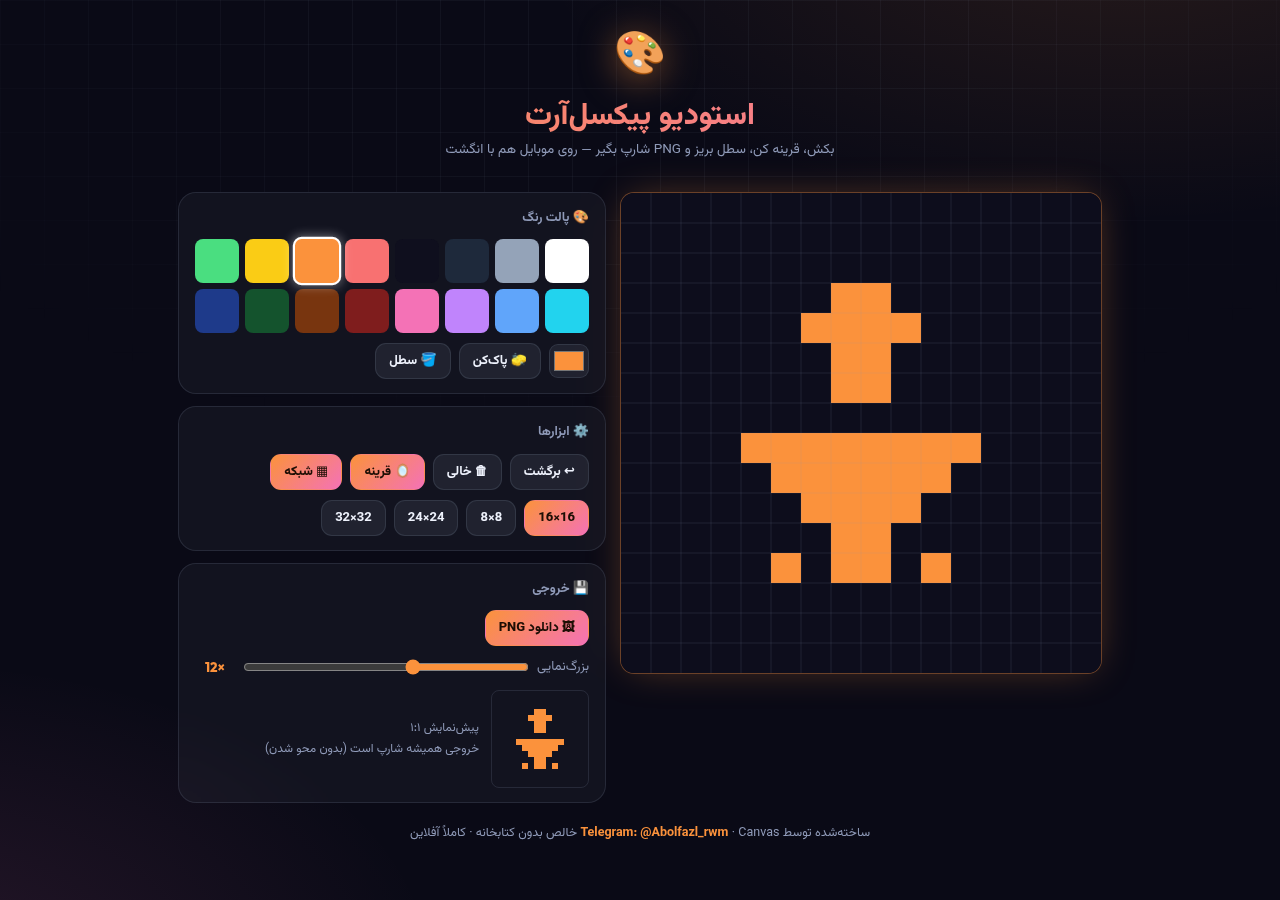 استودیو پیکسل‌آرت
بکش، قرینه کن، سطل بریز و PNG شارپ بگیر — روی موبایل هم با انگشت
🎨 پالت رنگ
🧽 پاک‌کن
🪣 سطل
⚙️ ابزارها
↩ برگشت
🗑 خالی
🪞 قرینه
▦ شبکه
16×16
8×8
24×24
32×32
💾 خروجی
🖼 دانلود PNG
بزرگ‌نمایی
12×
پیش‌نمایش ۱:۱
خروجی همیشه شارپ است (بدون محو شدن)
ساخته‌شده توسط Telegram: @Abolfazl_rwm · Canvas خالص بدون کتابخانه · کاملاً آفلاین